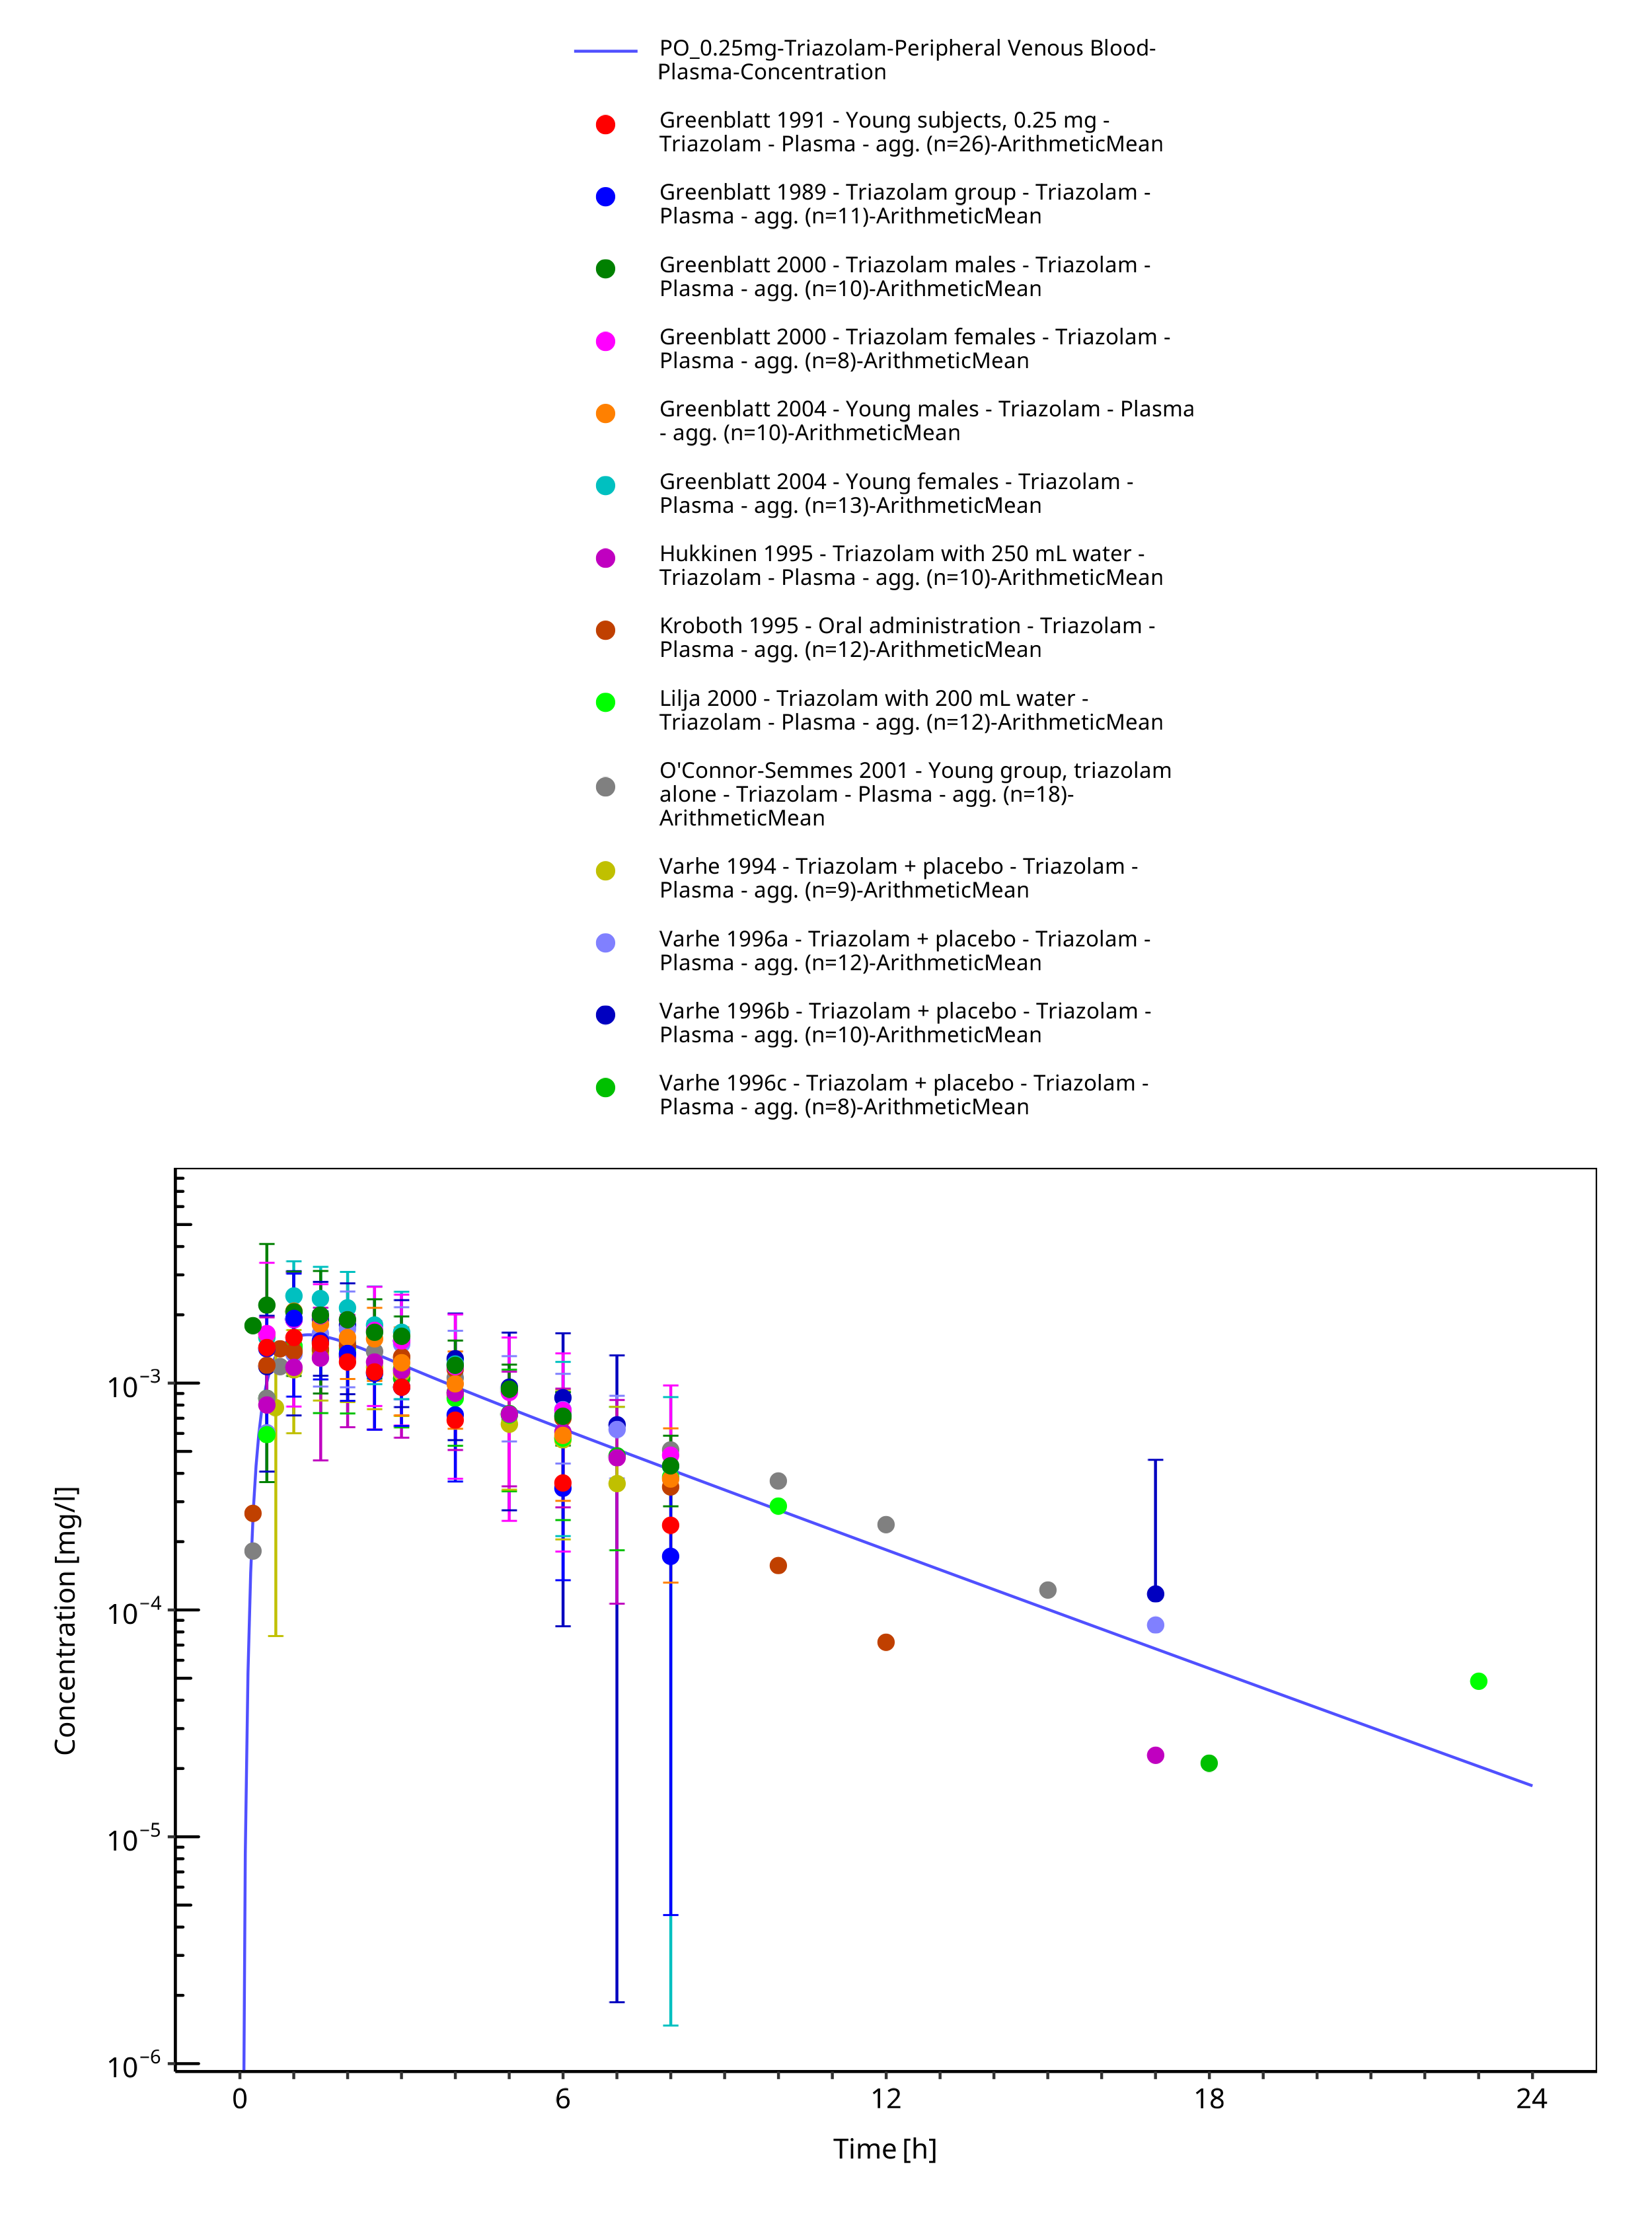 PO_0.25mg-Triazolam-Peripheral Venous Blood-
Plasma-Concentration
Greenblatt 1991 - Young subjects, 0.25 mg -
Triazolam - Plasma - agg. (n=26)-ArithmeticMean
Greenblatt 1989 - Triazolam group - Triazolam -
Plasma - agg. (n=11)-ArithmeticMean
Greenblatt 2000 - Triazolam males - Triazolam -
Plasma - agg. (n=10)-ArithmeticMean
Greenblatt 2000 - Triazolam females - Triazolam -
Plasma - agg. (n=8)-ArithmeticMean
Greenblatt 2004 - Young males - Triazolam - Plasma
- agg. (n=10)-ArithmeticMean
Greenblatt 2004 - Young females - Triazolam -
Plasma - agg. (n=13)-ArithmeticMean
Hukkinen 1995 - Triazolam with 250 mL water -
Triazolam - Plasma - agg. (n=10)-ArithmeticMean
Kroboth 1995 - Oral administration - Triazolam -
Plasma - agg. (n=12)-ArithmeticMean
Lilja 2000 - Triazolam with 200 mL water -
Triazolam - Plasma - agg. (n=12)-ArithmeticMean
O'Connor-Semmes 2001 - Young group, triazolam
alone - Triazolam - Plasma - agg. (n=18)-
ArithmeticMean
Varhe 1994 - Triazolam + placebo - Triazolam -
Plasma - agg. (n=9)-ArithmeticMean
Varhe 1996a - Triazolam + placebo - Triazolam -
Plasma - agg. (n=12)-ArithmeticMean
Varhe 1996b - Triazolam + placebo - Triazolam -
Plasma - agg. (n=10)-ArithmeticMean
Varhe 1996c - Triazolam + placebo - Triazolam -
Plasma - agg. (n=8)-ArithmeticMean
Concentration [mg/l]
10⁻³
10⁻⁴
10⁻⁵
10⁻⁶
0 6 12 18 24
Time [h]